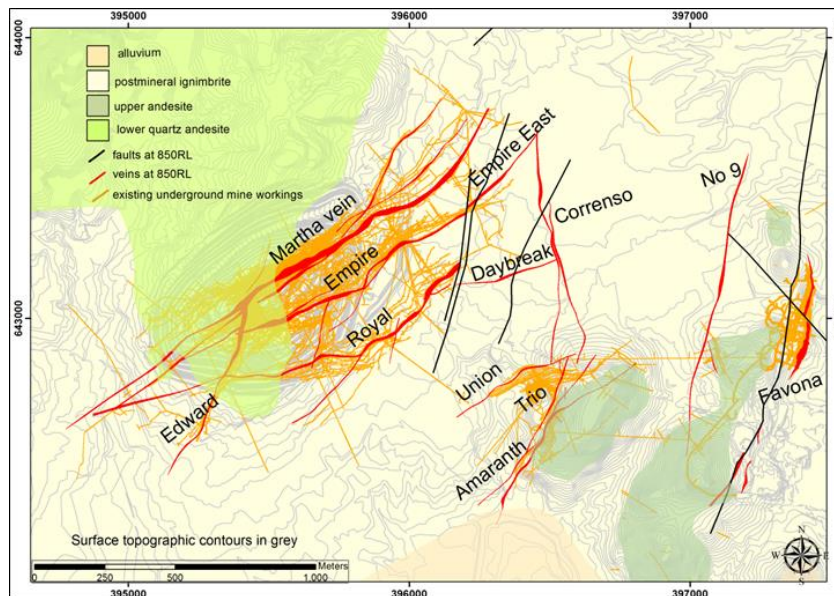 395000 396000 397000
644000
alluvium
postmineral ignimbrite
upper andesite
lower quartz andesite
faults at 850RL
veins at 850RL
existing underground mine workings
Empire East
Martha vein
No 9
Correnso
Empire
Daybreak
643000
Royal
Union
Trio
Favona
Edward
Amaranth
Surface topographic contours in grey
Meters
0 250 500 1,000
N
W E
S
395000 396000 397000